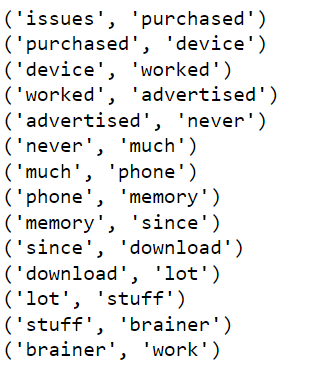 ('issues', 'purchased')
('purchased', 'device')
('device', 'worked')
('worked', 'advertised')
('advertised', 'never')
('never', 'much')
('much', 'phone')
('phone', 'memory')
('memory', 'since')
('since', 'download')
('download', 'lot')
('lot', 'stuff')
('stuff', 'brainer')
('brainer', 'work')